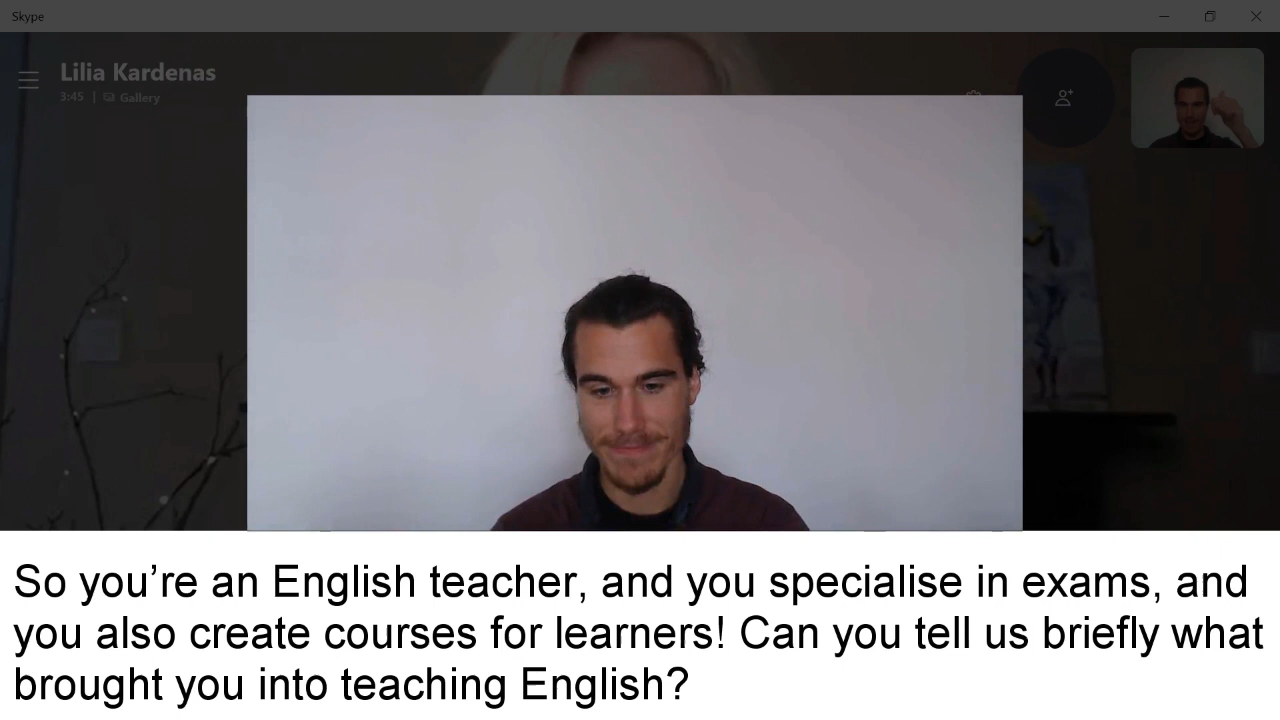 Skype
Lilia Kardenas
3:45 | Gallery
So you’re an English teacher, and you specialise in exams, and
you also create courses for learners! Can you tell us briefly what
brought you into teaching English?